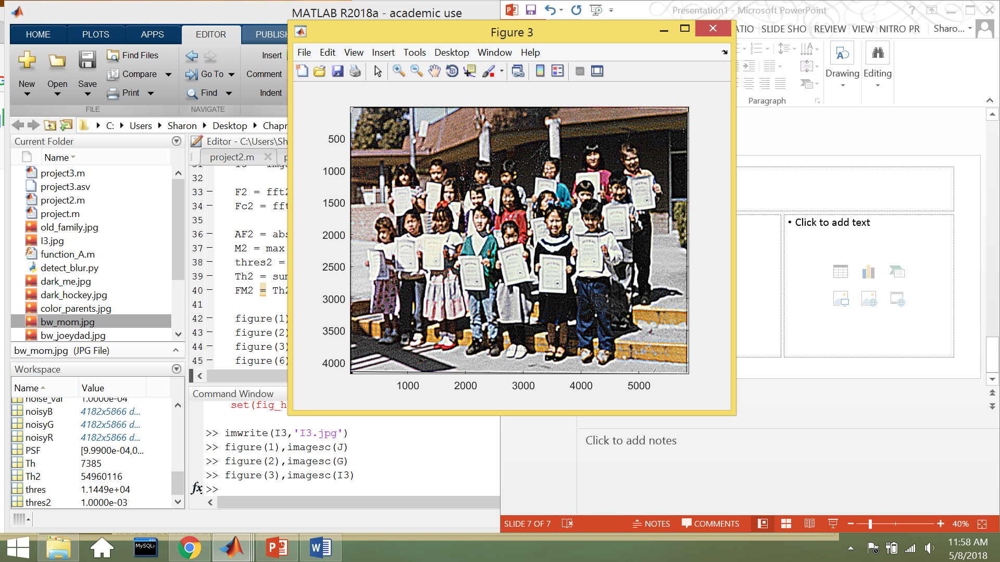 MATLAB R2018a - academic use
HOME
PLOTS
APPS
EDITOR
PUBLISH
New
Open
Save
Find Files
Compare
Print
FILE
Go To
Find
NAVIGATE
Insert
Comment
Indent
C:
Users
Sharon
Desktop
Chapr
Current Folder
Name
project3.m
project3.asv
project2.m
project.m
old_family.jpg
I3.jpg
function_A.m
detect_blur.py
dark_me.jpg
dark_hockey.jpg
color_parents.jpg
bw_mom.jpg
bw_joeydad.jpg
bw_mom.jpg (JPG File)
Workspace
Name Value
noise_var 1.0000e-04
noisyB 4182x5866 d...
noisyG 4182x5866 d...
noisyR 4182x5866 d...
PSF [9.9900e-04,0...
Th 7385
Th2 54960116
thres 1.1449e+04
thres2 1.0000e-03
Editor - C:\Users\Sh
project2.m
32
33 F2 = fft2
34 Fc2 = fft
35
36 AF2 = abs
37 M2 = max
38 thres2 =
39 Th2 = sum
40 FM2 = Th2
41
42 figure(1)
43 figure(2)
44 figure(3)
45 figure(6)
Command Window
set(fig_h
>> imwrite(I3,'I3.jpg')
>> figure(1),imagesc(J)
>> figure(2),imagesc(G)
>> figure(3),imagesc(I3)
fx >>
Figure 3
File Edit View Insert Tools Desktop Window Help
500
1000
1500
2000
2500
3000
3500
4000
1000 2000 3000 4000 5000
Presentation1 - Microsoft PowerPoint
ATIO SLIDE SHO REVIEW VIEW NITRO PR Sharo...
Drawing
Editing
Paragraph
• Click to add text
Click to add notes
SLIDE 7 OF 7
NOTES
COMMENTS
40%
MySQL>
11:58 AM
5/8/2018